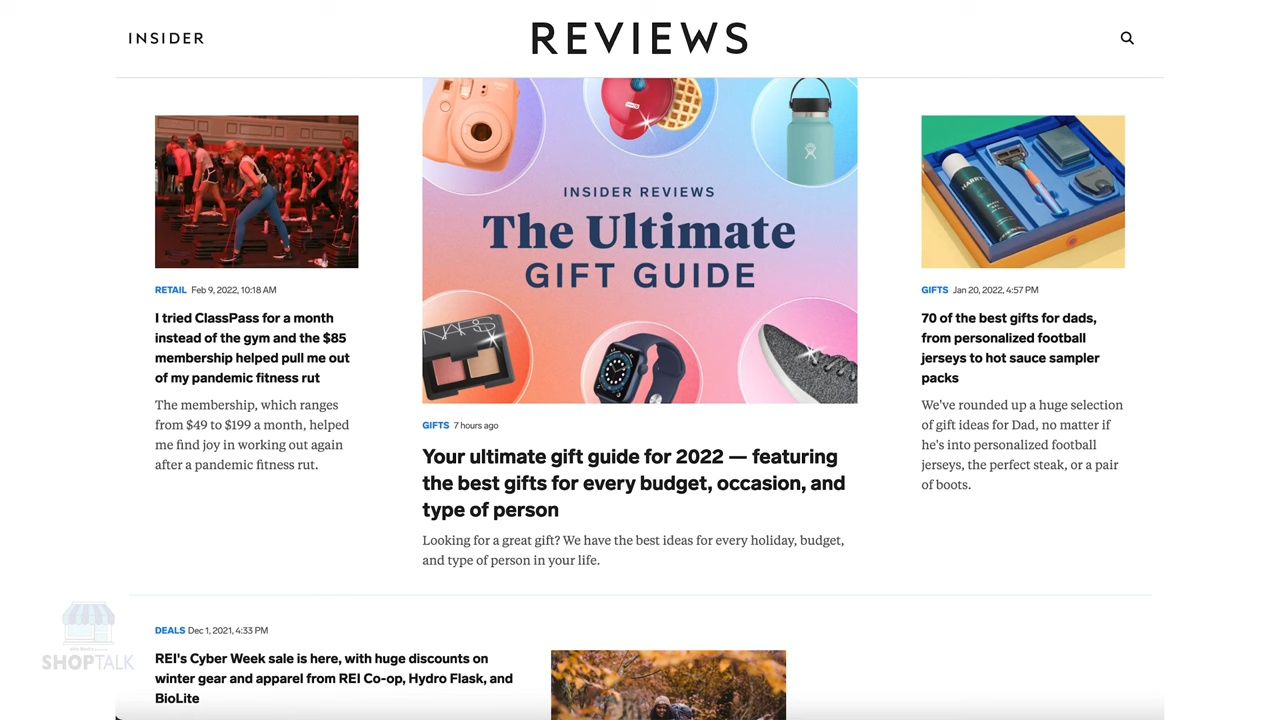 INSIDER
REVIEWS
INSIDER REVIEWS
The Ultimate
GIFT GUIDE
NARS
HARRY'S
RETAIL Feb 9, 2022, 10:18 AM
I tried ClassPass for a month
instead of the gym and the $85
membership helped pull me out
of my pandemic fitness rut
The membership, which ranges
from $49 to $199 a month, helped
me find joy in working out again
after a pandemic fitness rut.
GIFTS 7 hours ago
Your ultimate gift guide for 2022 — featuring
the best gifts for every budget, occasion, and
type of person
Looking for a great gift? We have the best ideas for every holiday, budget,
and type of person in your life.
GIFTS Jan 20, 2022, 4:57 PM
70 of the best gifts for dads,
from personalized football
jerseys to hot sauce sampler
packs
We've rounded up a huge selection
of gift ideas for Dad, no matter if
he's into personalized football
jerseys, the perfect steak, or a pair
of boots.
DEALS Dec 1, 2021, 4:33 PM
REI's Cyber Week sale is here, with huge discounts on
winter gear and apparel from REI Co-op, Hydro Flask, and
BioLite
SHOPTALK